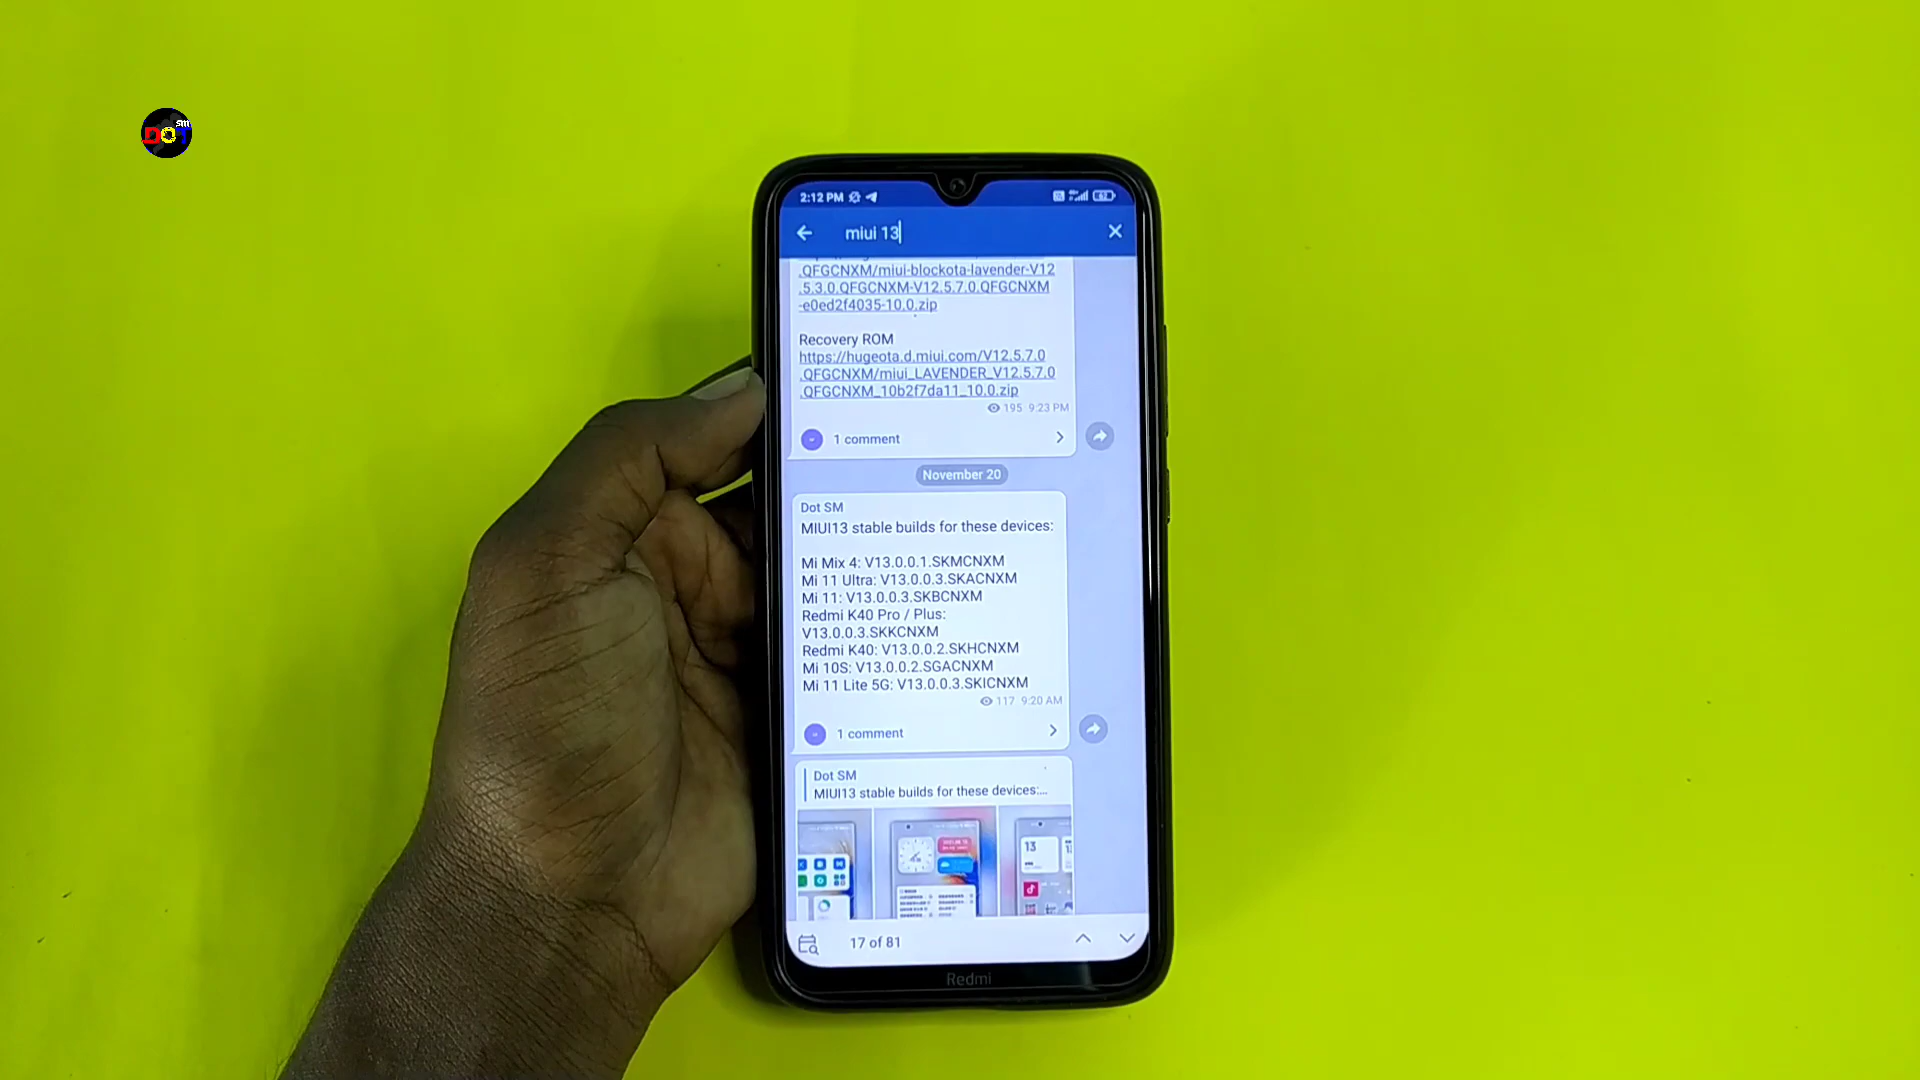 DOT sm
2:12 PM
miui 13
.QFGCNXM/miui-blockota-lavender-V12
.5.3.0.QFGCNXM-V12.5.7.0.QFGCNXM
-e0ed2f4035-10.0.zip
Recovery ROM
https://hugeota.d.miui.com/V12.5.7.0
.QFGCNXM/miui_LAVENDER_V12.5.7.0
.QFGCNXM_10b2f7da11_10.0.zip
195 9:23 PM
1 comment
November 20
Dot SM
MIUI13 stable builds for these devices:
Mi Mix 4: V13.0.0.1.SKMCNXM
Mi 11 Ultra: V13.0.0.3.SKACNXM
Mi 11: V13.0.0.3.SKBCNXM
Redmi K40 Pro / Plus:
V13.0.0.3.SKKCNXM
Redmi K40: V13.0.0.2.SKHCNXM
Mi 10S: V13.0.0.2.SGACNXM
Mi 11 Lite 5G: V13.0.0.3.SKICNXM
117 9:20 AM
1 comment
Dot SM
MIUI13 stable builds for these devices:...
13
17 of 81
Redmi